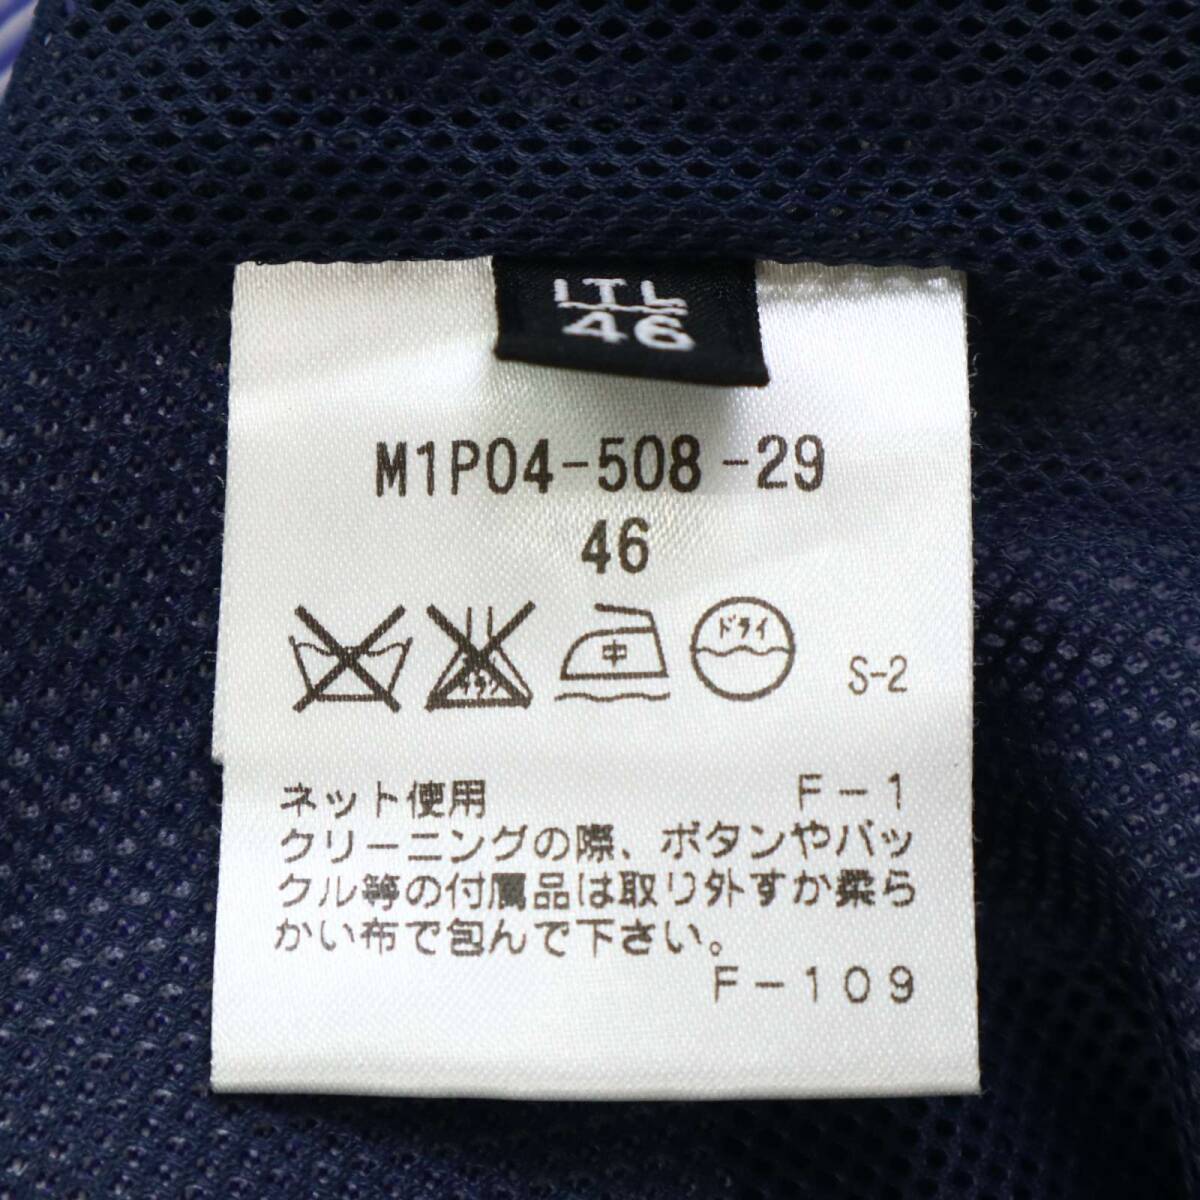 ITL
46
M1P04-508-29
46
中
ドライ
S-2
ネット使用 F-1
クリーニングの際、ボタンやバッ
クル等の付属品は取り外すか柔ら
かい布で包んで下さい。
F-109